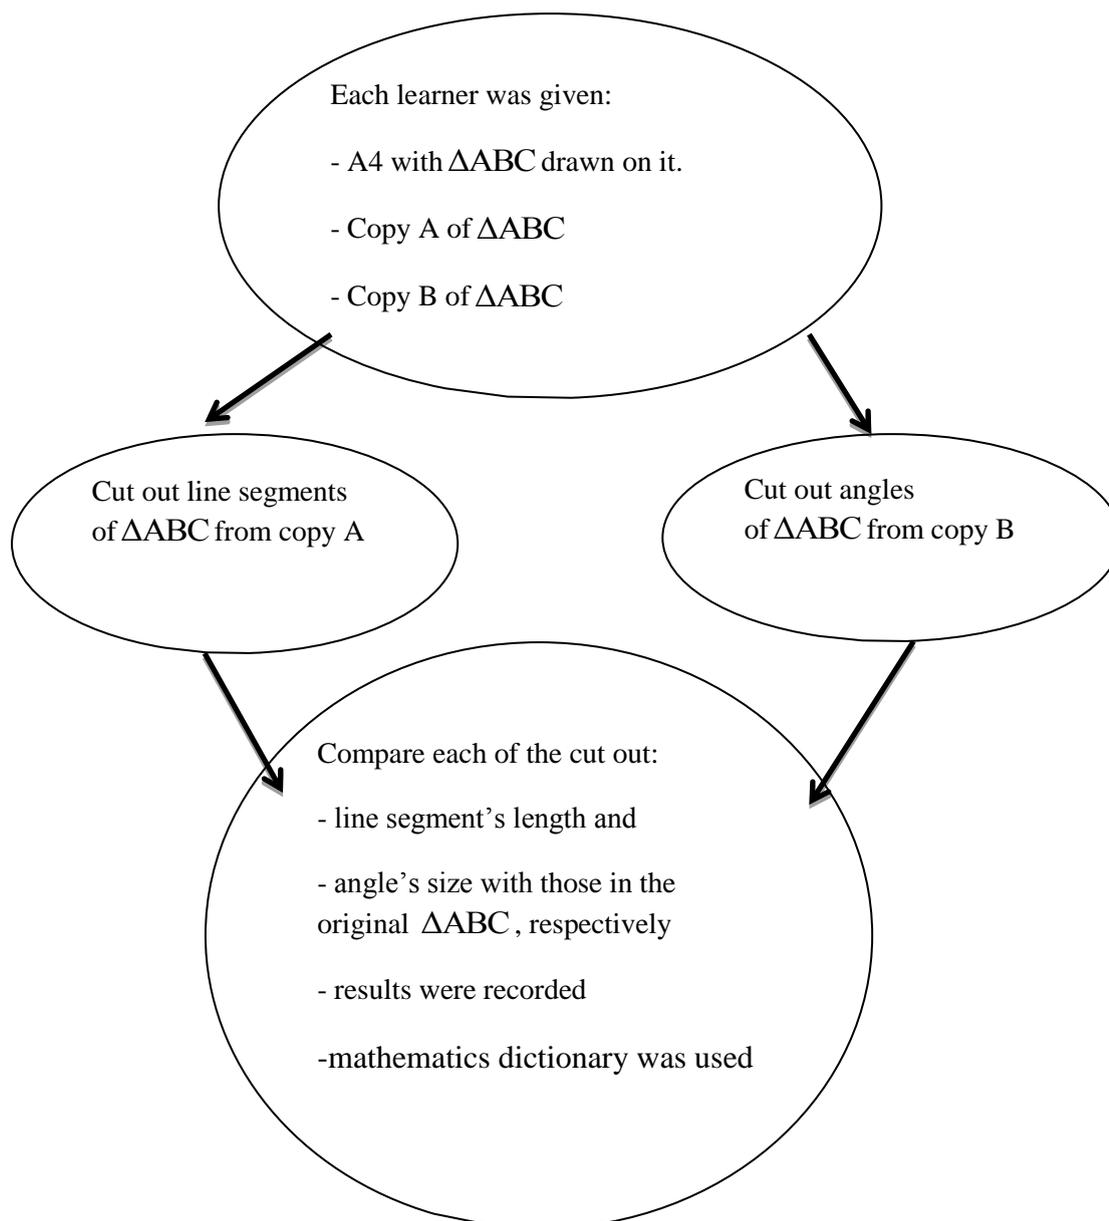 Each learner was given:
- A4 with ΔABC drawn on it.
- Copy A of ΔABC
- Copy B of ΔABC
Cut out line segments
of ΔABC from copy A
Cut out angles
of ΔABC from copy B
Compare each of the cut out:
- line segment’s length and
- angle’s size with those in the
original ΔABC , respectively
- results were recorded
-mathematics dictionary was used